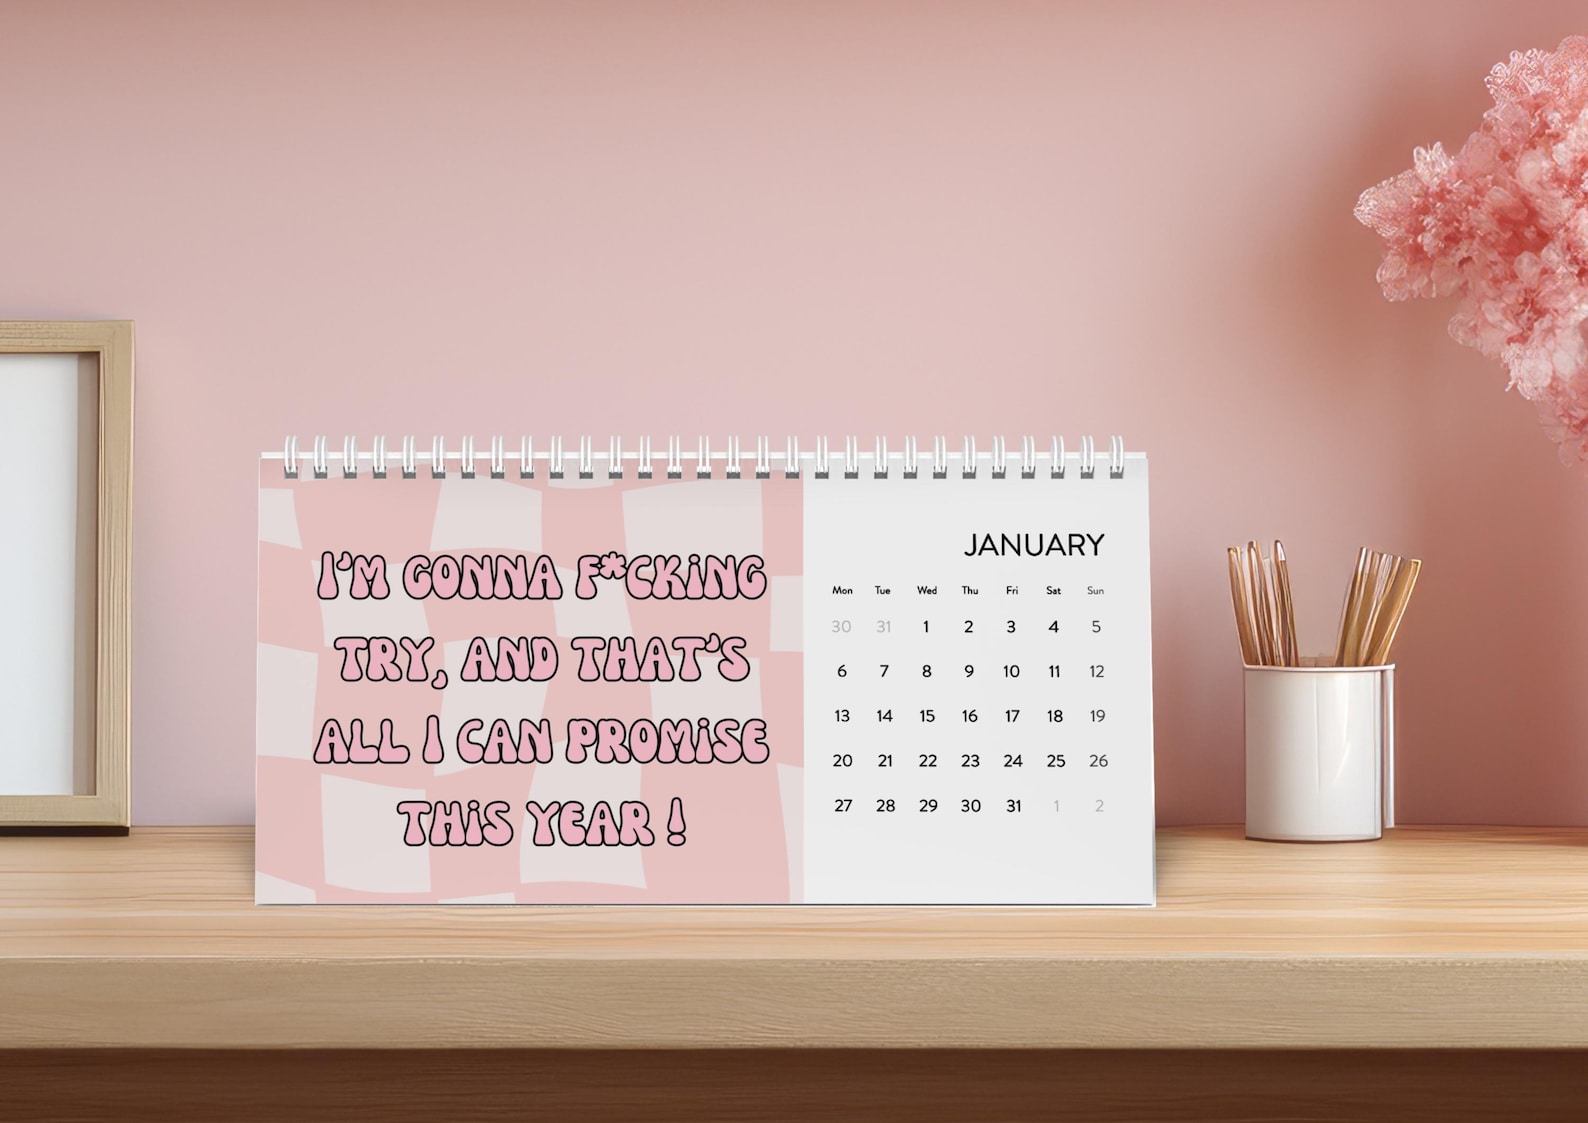 I'M GONNA F*CKING
TRY, AND THAT'S
ALL I CAN PROMISE
THIS YEAR !
JANUARY
Mon Tue Wed Thu Fri Sat Sun
30 31 1 2 3 4 5
6 7 8 9 10 11 12
13 14 15 16 17 18 19
20 21 22 23 24 25 26
27 28 29 30 31 1 2